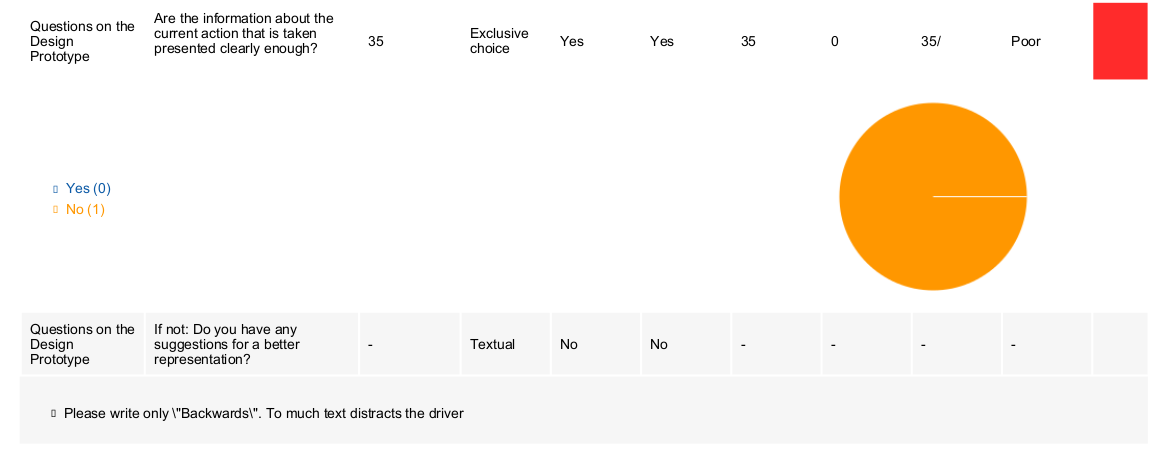 Questions on the Design Prototype
Are the information about the current action that is taken presented clearly enough?
35
Exclusive choice
Yes
Yes
35
0
35/
Poor
Yes (0)
No (1)
Questions on the Design Prototype
If not: Do you have any suggestions for a better representation?
-
Textual
No
No
-
-
-
-
Please write only \"Backwards\". To much text distracts the driver